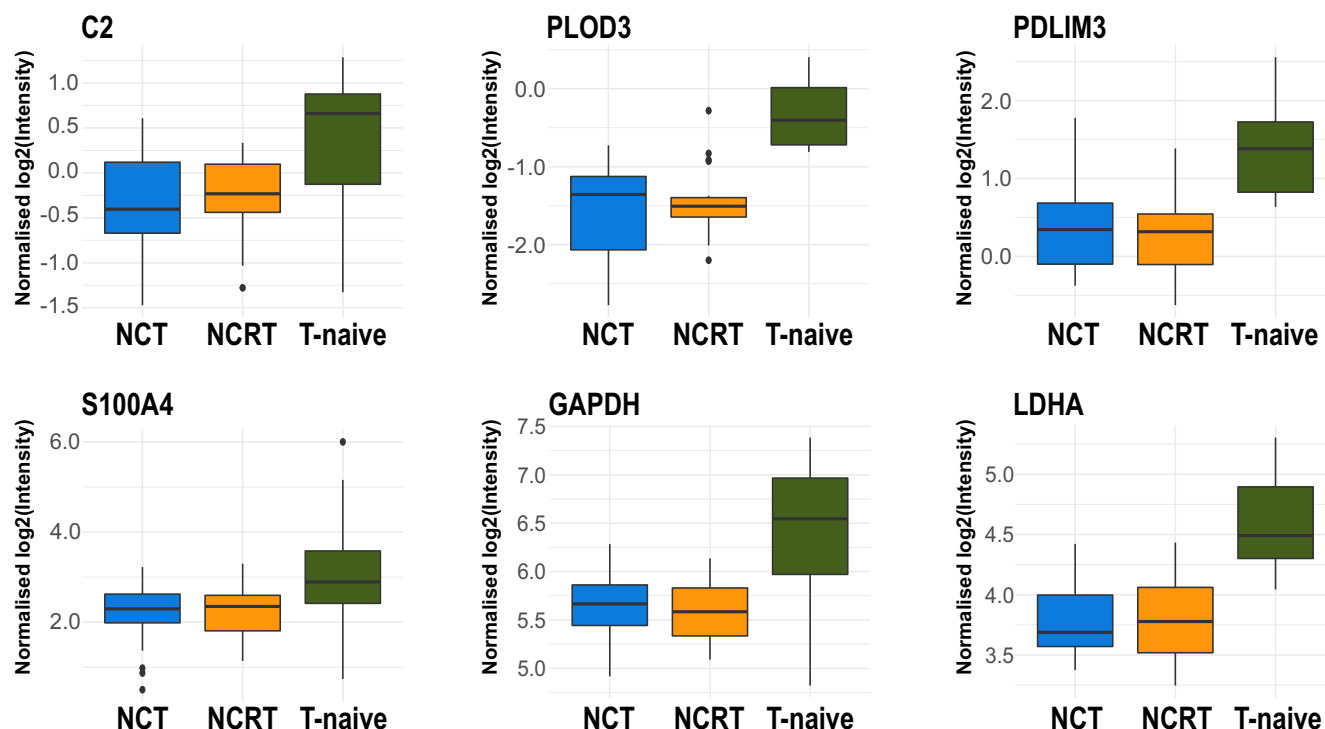 C2
Normalised log2(Intensity)
1.0
0.5
0.0
-0.5
-1.0
-1.5
NCT NCRT T-naive
PLOD3
Normalised log2(Intensity)
0.0
-1.0
-2.0
NCT NCRT T-naive
PDLIM3
Normalised log2(Intensity)
2.0
1.0
0.0
NCT NCRT T-naive
S100A4
Normalised log2(Intensity)
6.0
4.0
2.0
NCT NCRT T-naive
GAPDH
Normalised log2(Intensity)
7.5
7.0
6.5
6.0
5.5
5.0
NCT NCRT T-naive
LDHA
Normalised log2(Intensity)
5.0
4.5
4.0
3.5
NCT NCRT T-naive